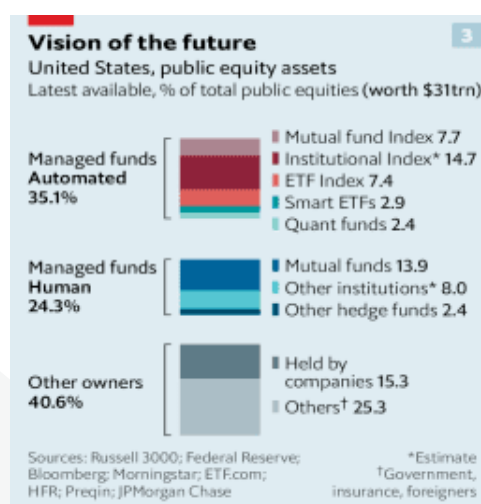 3
Vision of the future
United States, public equity assets
Latest available, % of total public equities (worth $31trn)
Managed funds
Automated
35.1%
Mutual fund Index 7.7
Institutional Index* 14.7
ETF Index 7.4
Smart ETFs 2.9
Quant funds 2.4
Managed funds
Human
24.3%
Mutual funds 13.9
Other institutions* 8.0
Other hedge funds 2.4
Other owners
40.6%
Held by
companies 15.3
Others† 25.3
Sources: Russell 3000; Federal Reserve;
Bloomberg; Morningstar; ETF.com;
HFR; Preqin; JPMorgan Chase
*Estimate
†Government,
insurance, foreigners